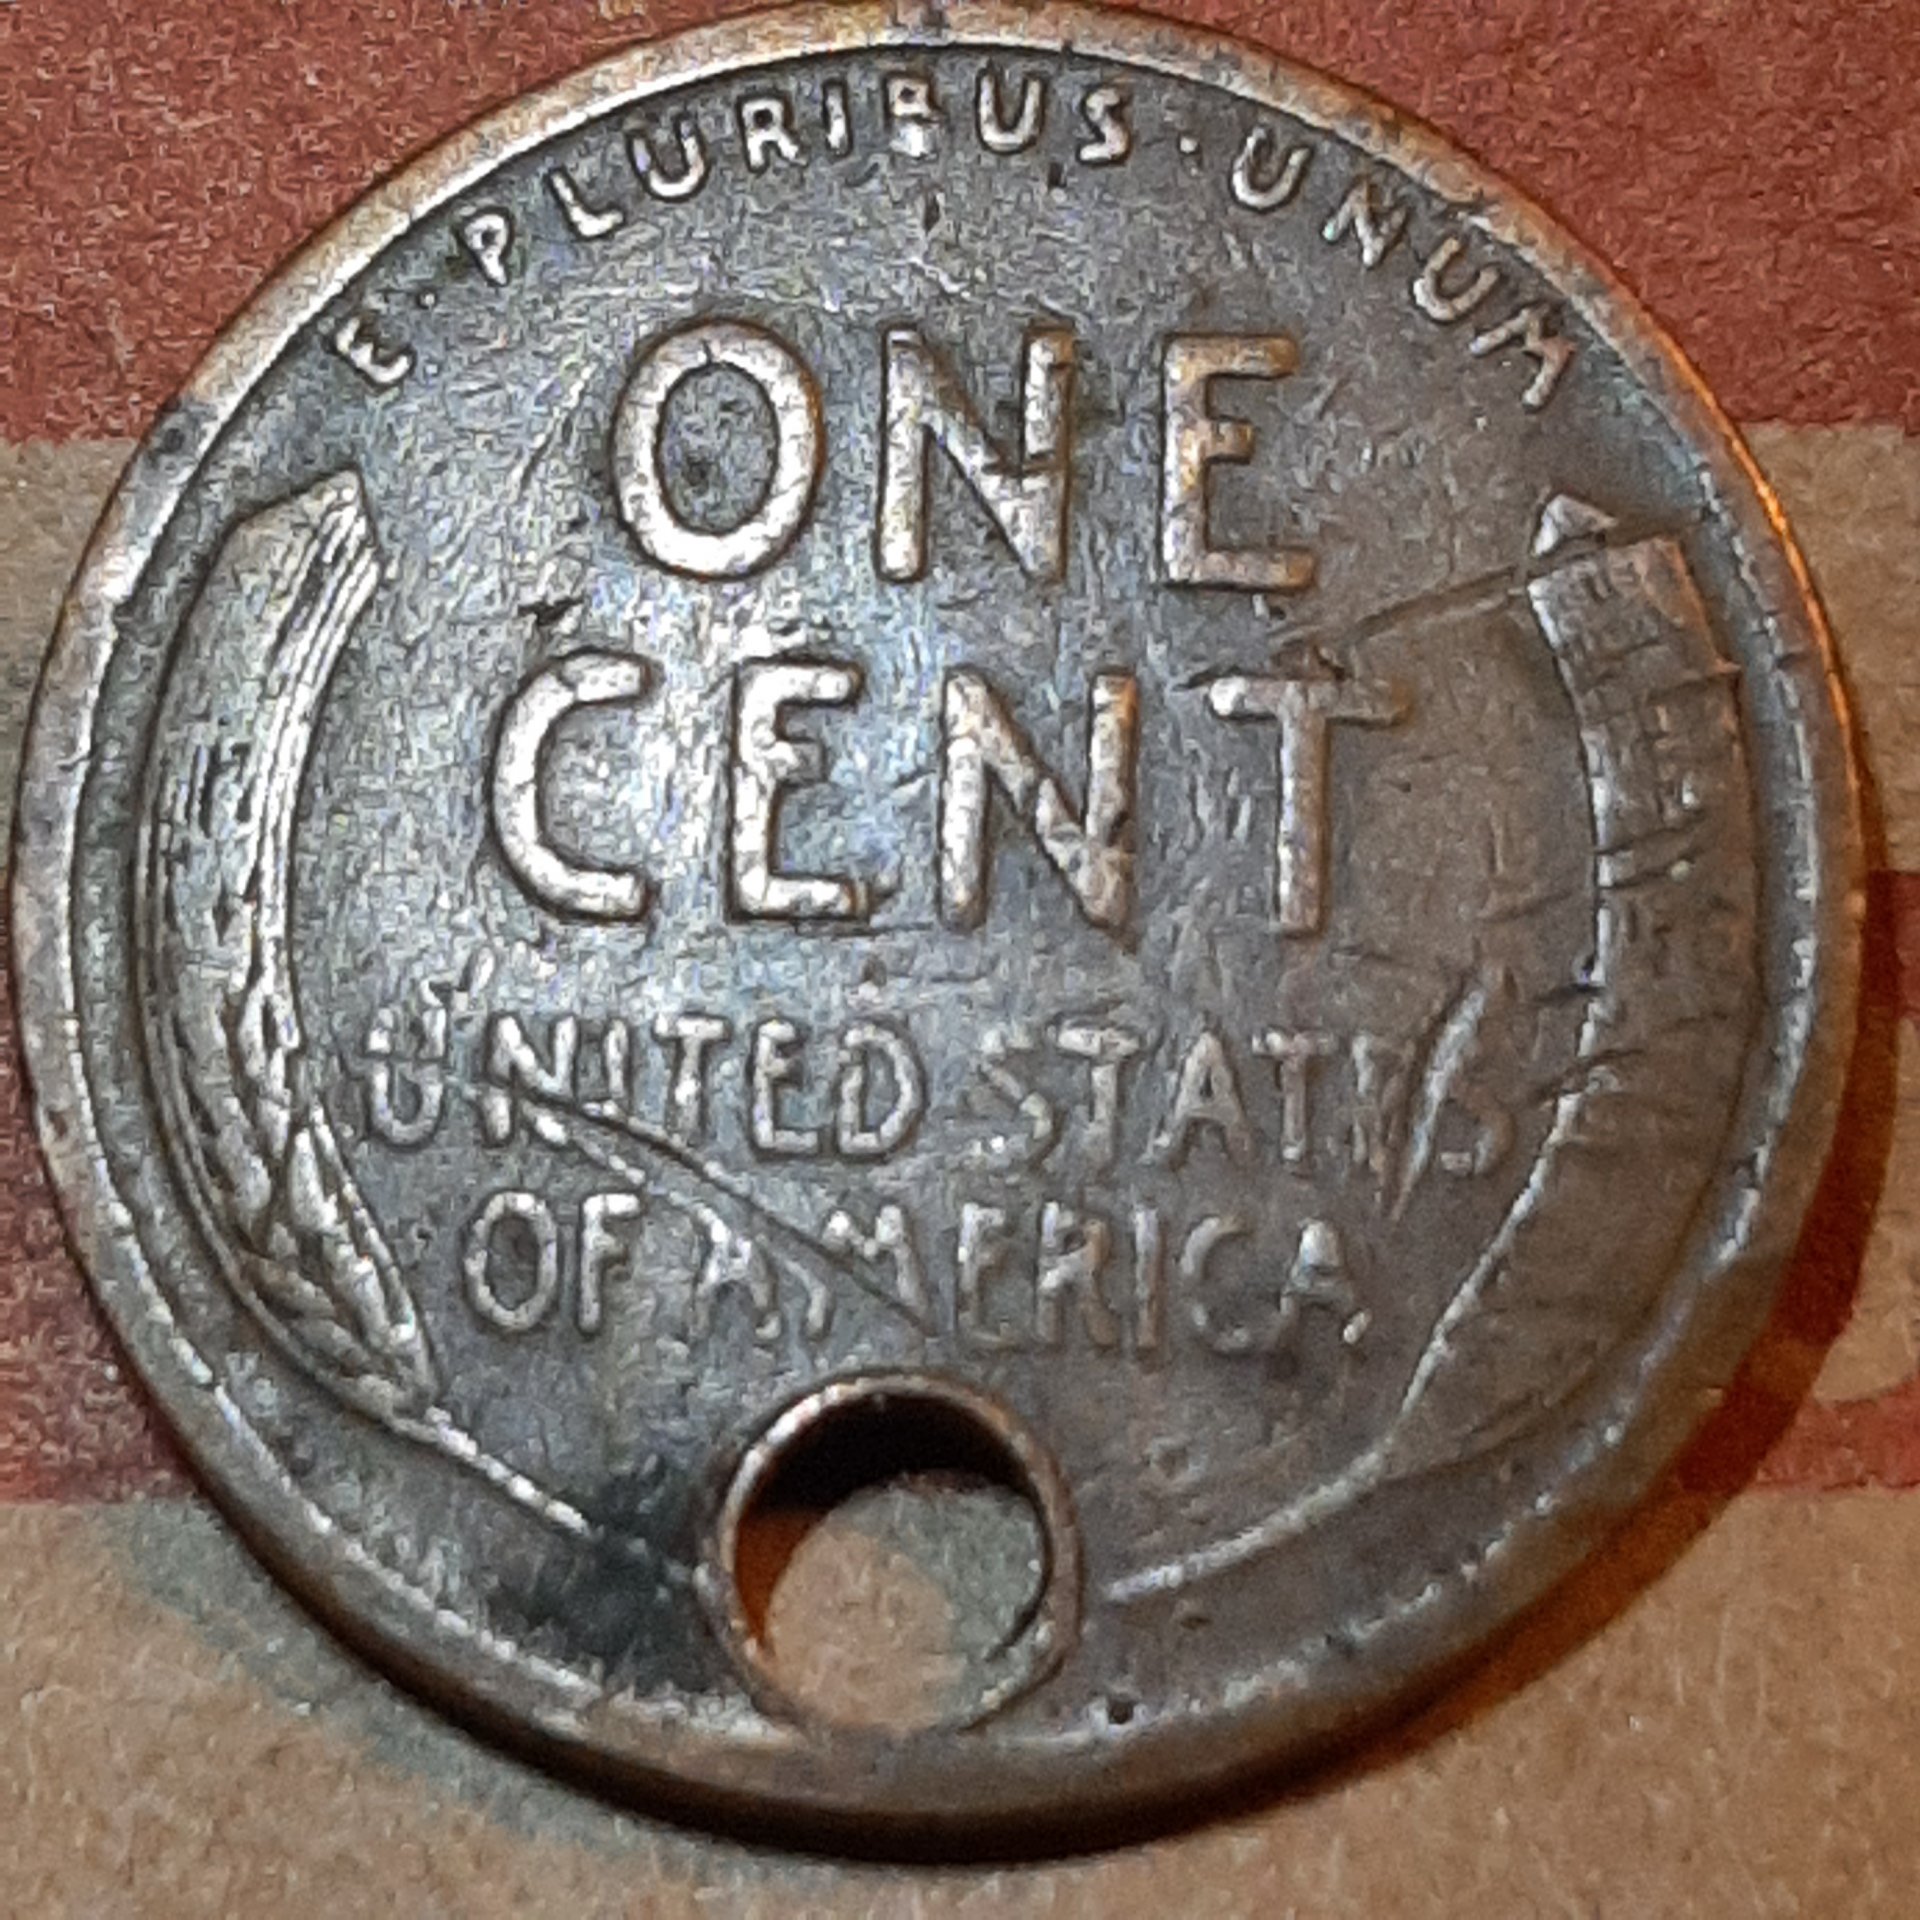 E·PLURIBUS·UNUM
ONE
CENT
UNITED STATES
OF AMERICA